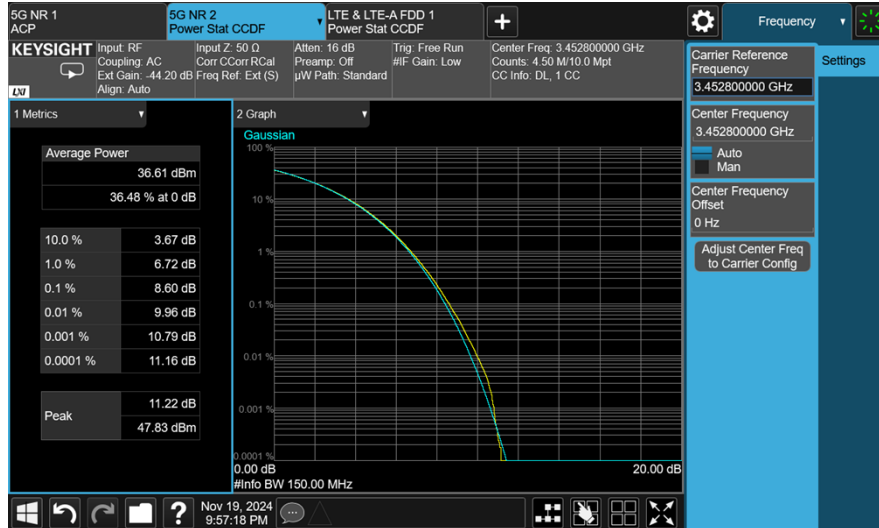 5G NR 1
ACP
5G NR 2
Power Stat CCDF
LTE & LTE-A FDD 1
Power Stat CCDF
Frequency
KEYSIGHT
LXI
Input: RF
Coupling: AC
Ext Gain: -44.20 dB
Align: Auto
Input Z: 50 Ω
Corr CCorr RCal
Freq Ref: Ext (S)
Atten: 16 dB
Preamp: Off
µW Path: Standard
Trig: Free Run
#IF Gain: Low
Center Freq: 3.452800000 GHz
Counts: 4.50 M/10.0 Mpt
CC Info: DL, 1 CC
Carrier Reference
Frequency
3.452800000 GHz
Settings
Center Frequency
3.452800000 GHz
Auto
Man
Center Frequency
Offset
0 Hz
Adjust Center Freq
to Carrier Config
1 Metrics
Average Power
36.61 dBm
36.48 % at 0 dB
10.0 % 3.67 dB
1.0 % 6.72 dB
0.1 % 8.60 dB
0.01 % 9.96 dB
0.001 % 10.79 dB
0.0001 % 11.16 dB
Peak
11.22 dB
47.83 dBm
2 Graph
Gaussian
100 %
10 %
1 %
0.1 %
0.01 %
0.001 %
0.0001 %
0.00 dB
20.00 dB
#Info BW 150.00 MHz
?
Nov 19, 2024
9:57:18 PM